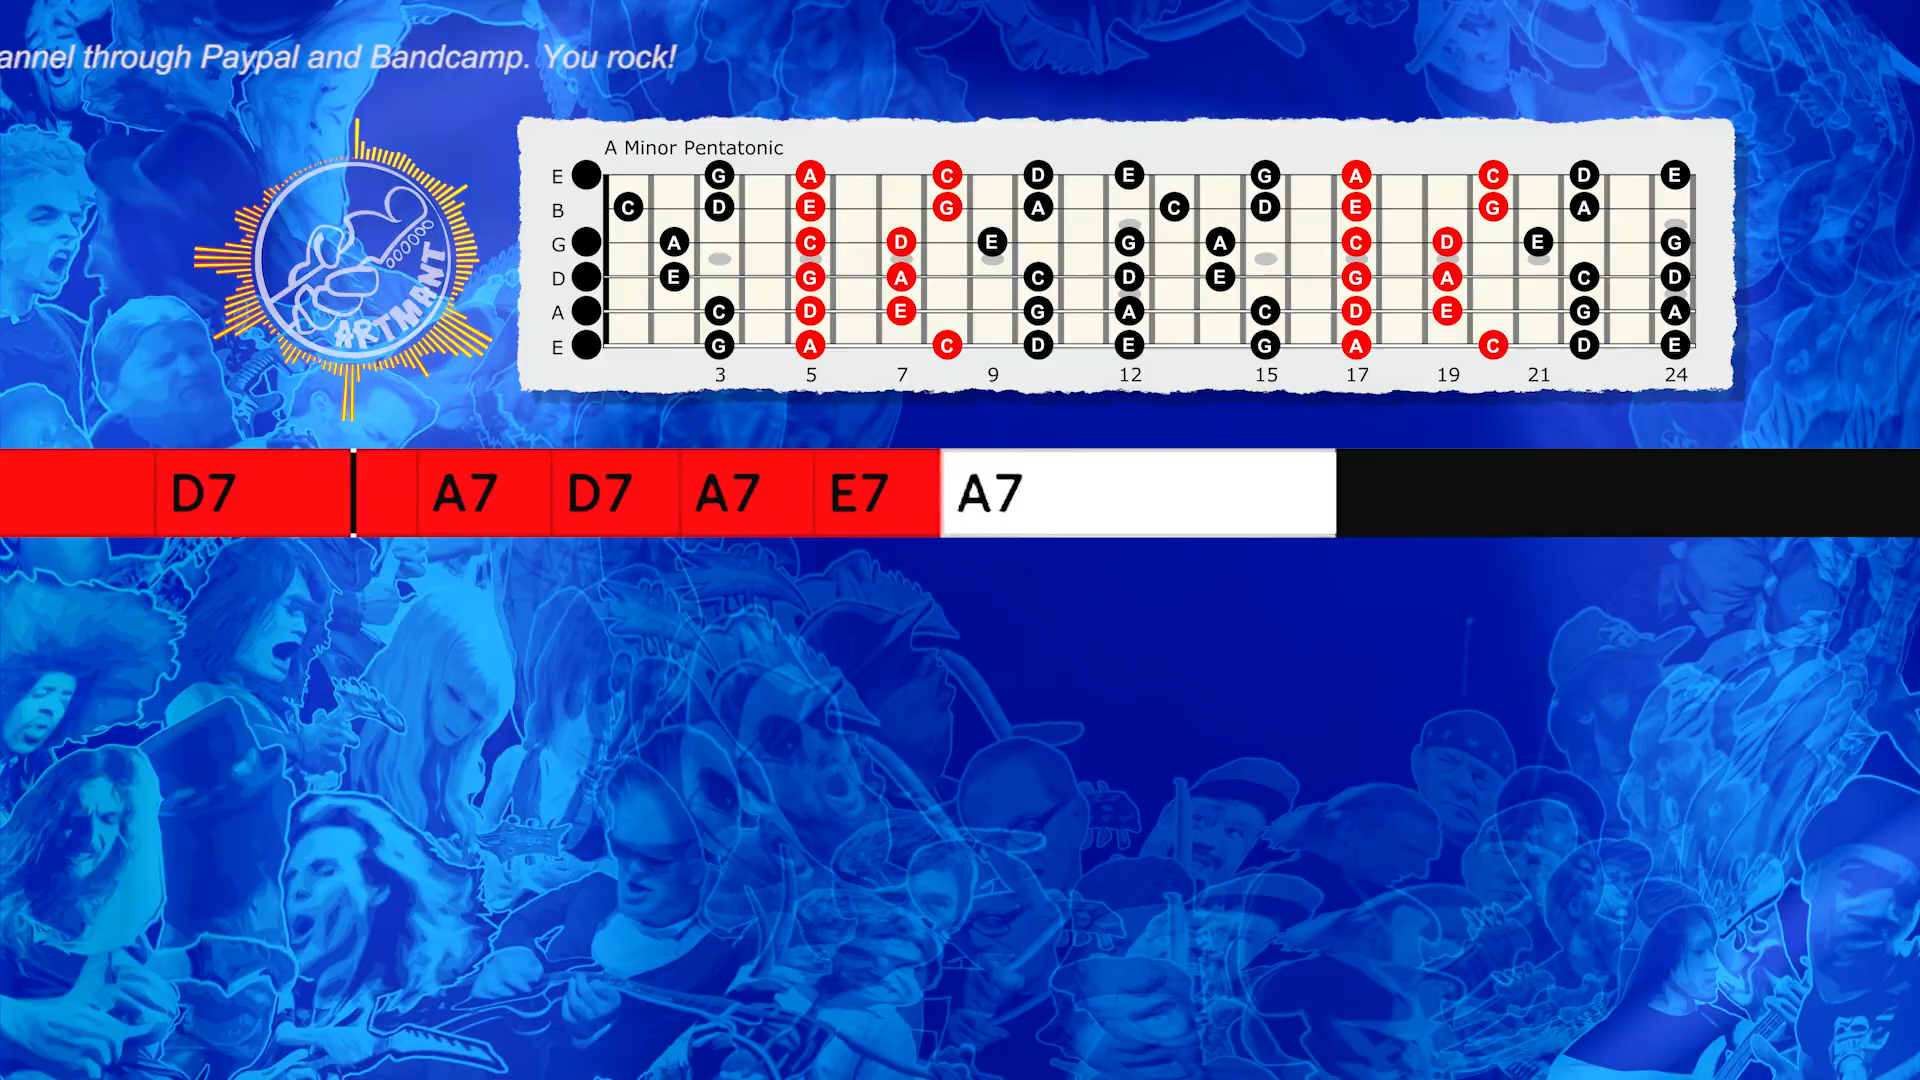 annel through Paypal and Bandcamp. You rock!
A Minor Pentatonic
E G A C D E G A C D E
B C D E G A C D E G A
G A C D E G A C D E G
D E G A C D E G A C D
A C D E G A C D E G A
E G A C D E G A C D E
3 5 7 9 12 15 17 19 21 24
ARTMANT
D7 A7 D7 A7 E7 A7